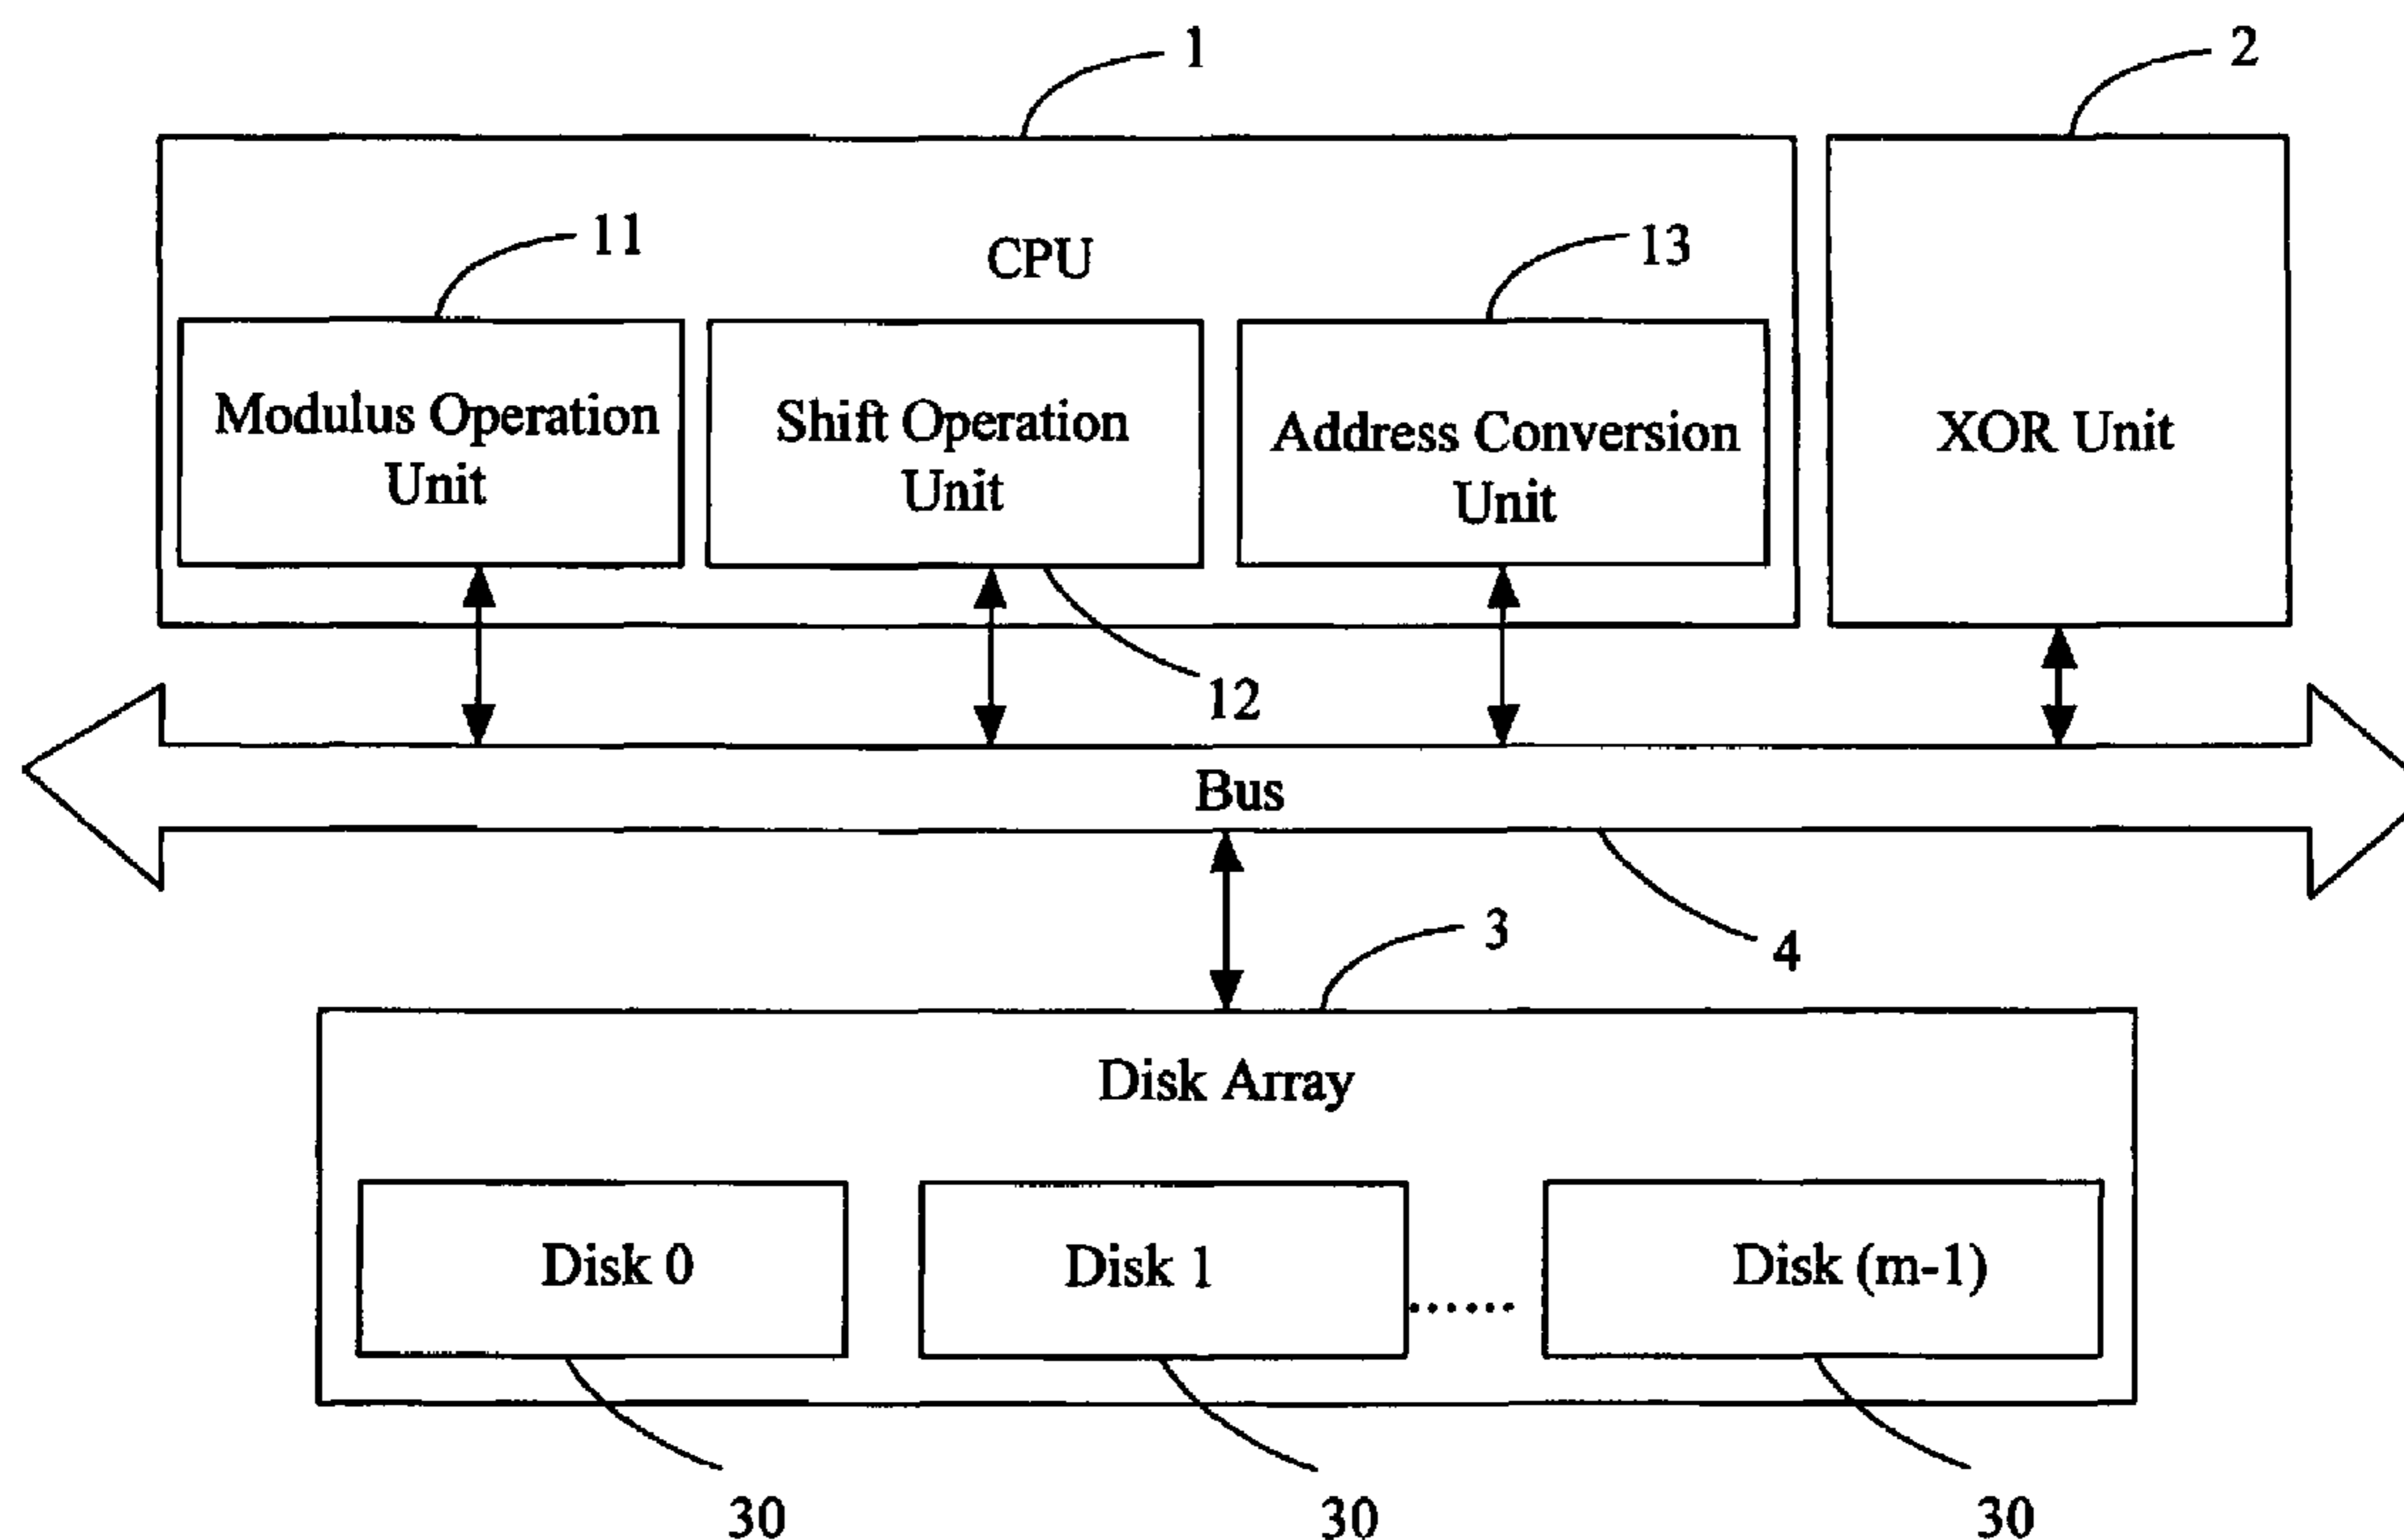 1
2
11
CPU
13
Modulus Operation
Unit
Shift Operation
Unit
Address Conversion
Unit
XOR Unit
12
Bus
3
4
Disk Array
Disk 0
Disk 1
......
Disk (m-1)
30
30
30